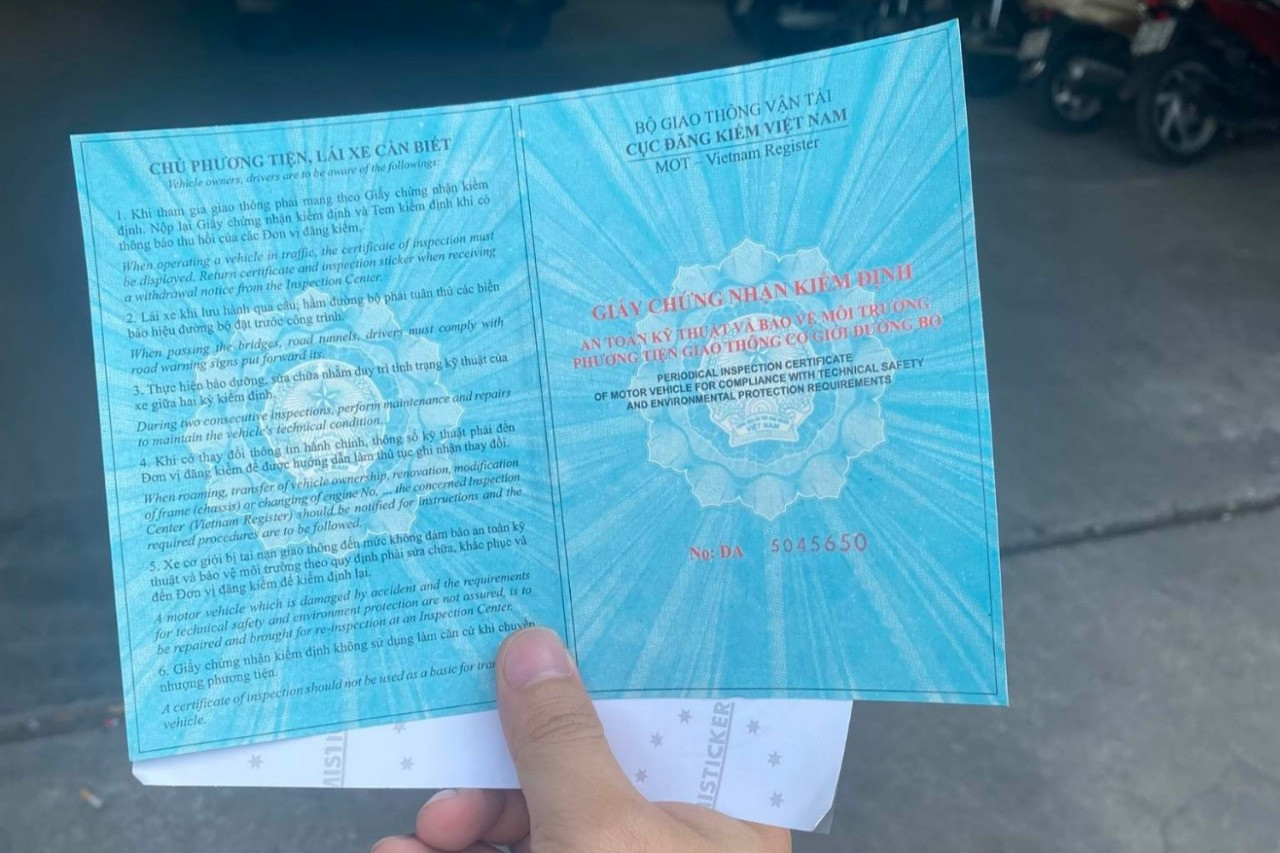 CHỦ PHƯƠNG TIỆN, LÁI XE CẦN BIẾT
Vehicle owners, drivers are to be aware of the followings:
1. Khi tham gia giao thông phải mang theo Giấy chứng nhận kiểm
định. Nộp lại Giấy chứng nhận kiểm định và Tem kiểm định khi có
thông báo thu hồi của các Đơn vị đăng kiểm.
When operating a vehicle in traffic, the certificate of inspection must
be displayed. Return certificate and inspection sticker when receiving
a withdrawal notice from the Inspection Center.
2. Lái xe khi lưu hành qua cầu, hầm đường bộ phải tuân thủ các biển
báo hiệu đường bộ đặt trước công trình.
When passing the bridges, road tunnels, drivers must comply with
road warning signs put forward its.
3. Thực hiện bảo dưỡng, sửa chữa nhằm duy trì tình trạng kỹ thuật của
xe giữa hai kỳ kiểm định.
During two consecutive inspections, perform maintenance and repairs
to maintain the vehicle's technical condition.
4. Khi có thay đổi thông tin hành chính, thông số kỹ thuật phải đến
Đơn vị đăng kiểm để được hướng dẫn làm thủ tục ghi nhận thay đổi.
When roaming, transfer of vehicle ownership, renovation, modification
of frame (chassis) or changing of engine No, ... the concerned Inspection
Center (Vietnam Register) should be notified for instructions and the
required procedures are to be followed.
5. Xe cơ giới bị tai nạn giao thông đến mức không đảm bảo an toàn kỹ
thuật và bảo vệ môi trường theo quy định phải sửa chữa, khắc phục và
đến Đơn vị đăng kiểm để kiểm định lại.
A motor vehicle which is damaged by accident and the requirements
for technical safety and environment protection are not assured, is to
be repaired and brought for re-inspection at an Inspection Center.
6. Giấy chứng nhận kiểm định không sử dụng làm căn cứ khi chuyển
nhượng phương tiện.
A certificate of inspection should not be used as a basic for
vehicle.
BỘ GIAO THÔNG VẬN TẢI
CỤC ĐĂNG KIỂM VIỆT NAM
MOT – Vietnam Register
GIẤY CHỨNG NHẬN KIỂM ĐỊNH
AN TOÀN KỸ THUẬT VÀ BẢO VỆ MÔI TRƯỜNG
PHƯƠNG TIỆN GIAO THÔNG CƠ GIỚI ĐƯỜNG BỘ
PERIODICAL INSPECTION CERTIFICATE
OF MOTOR VEHICLE FOR COMPLIANCE WITH TECHNICAL SAFETY
AND ENVIRONMENTAL PROTECTION REQUIREMENTS
VIỆT NAM
No: DA 5045650